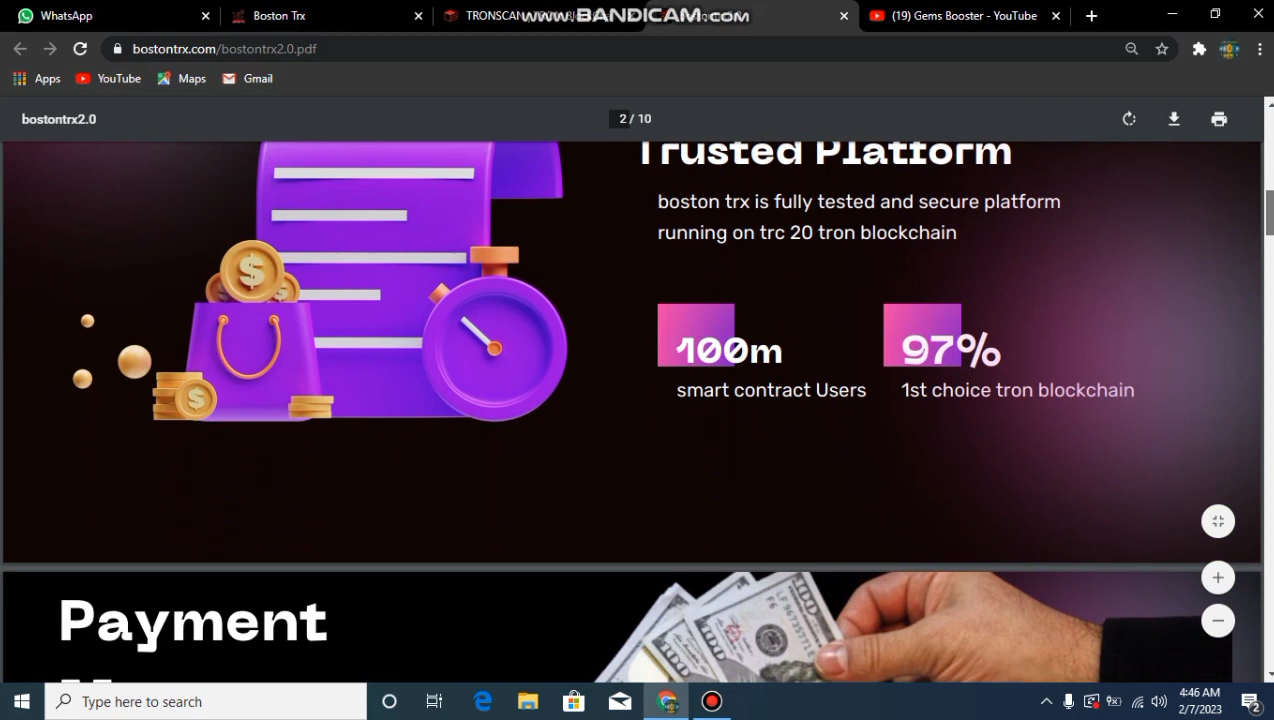 WhatsApp
Boston Trx
TRONSCAN
www.BANDICAM.com
(19) Gems Booster - YouTube
bostontrx.com/bostontrx2.0.pdf
Apps
YouTube
Maps
Gmail
bostontrx2.0
2 / 10
Trusted Platform
boston trx is fully tested and secure platform
running on trc 20 tron blockchain
100m
97%
smart contract Users
1st choice tron blockchain
Payment
Type here to search
4:46 AM
2/7/2023
2